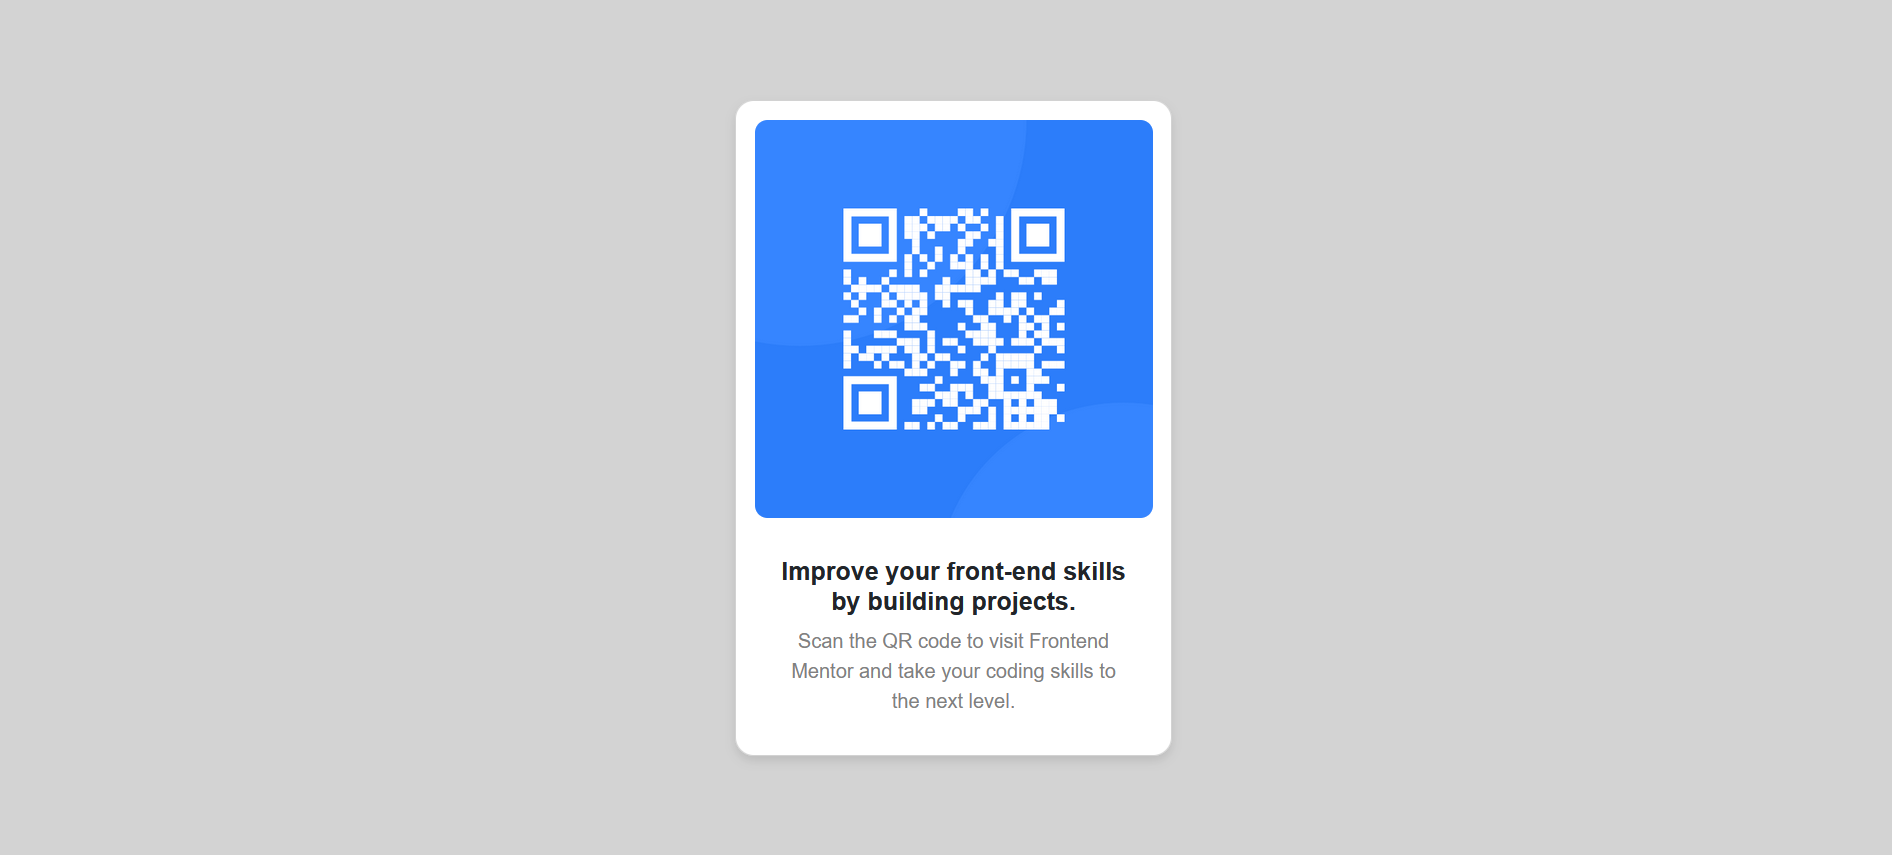 Improve your front-end skills
by building projects.
Scan the QR code to visit Frontend
Mentor and take your coding skills to
the next level.